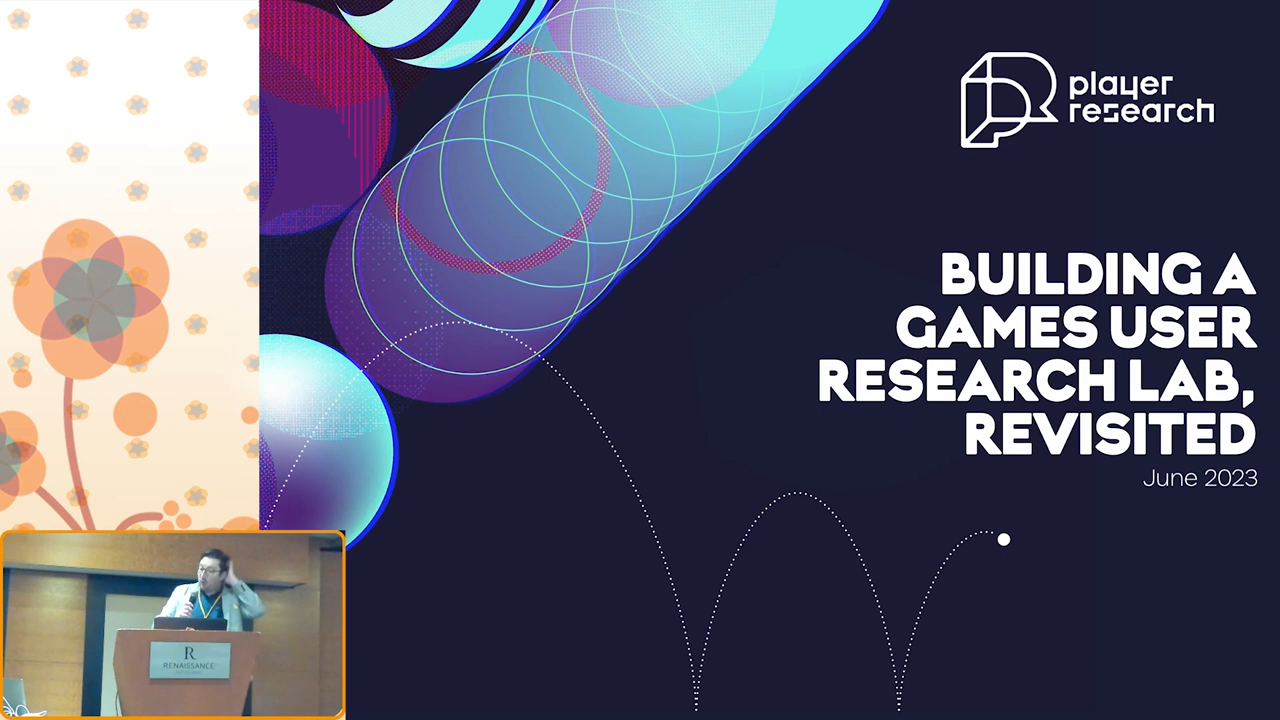 player
research
BUILDING A
GAMES USER
RESEARCH LAB,
REVISITED
June 2023
R
RENAISSANCE